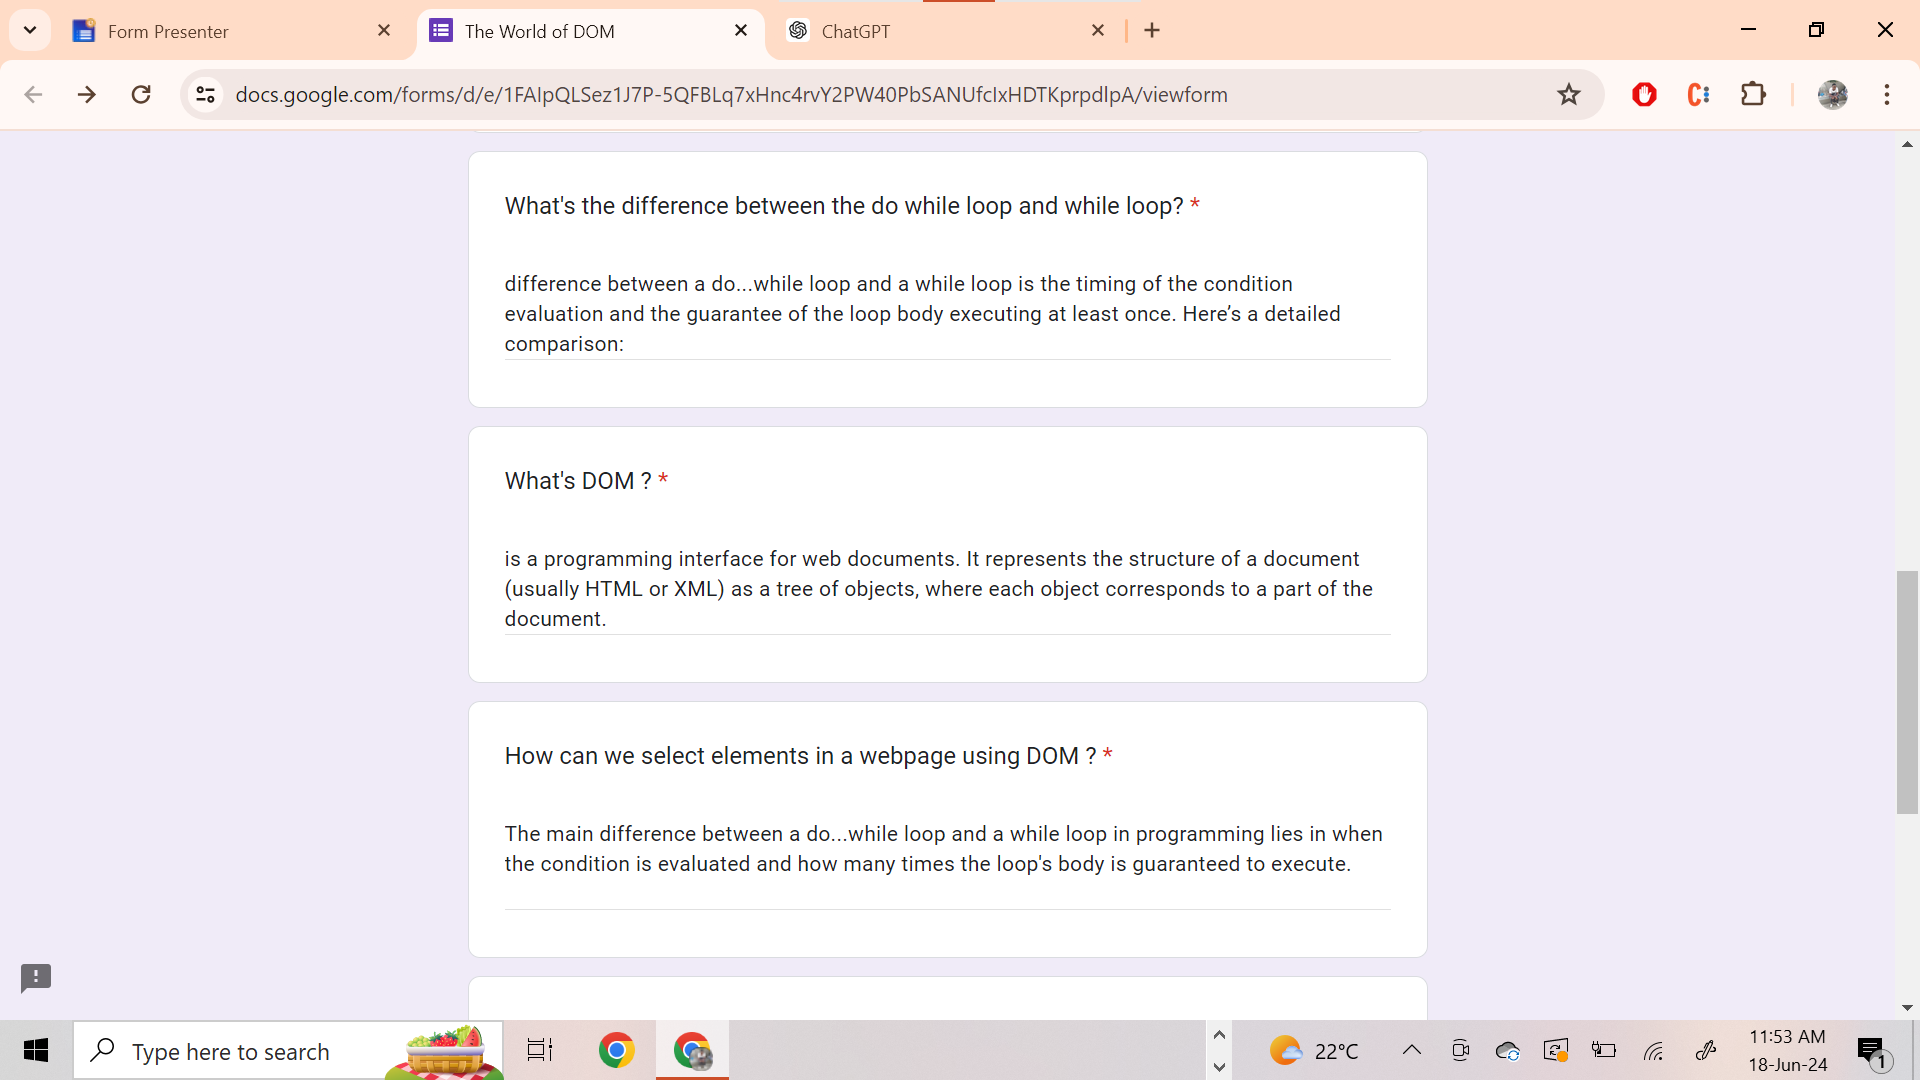 Form Presenter
The World of DOM
ChatGPT
docs.google.com/forms/d/e/1FAIpQLSez1J7P-5QFBLq7xHnc4rvY2PW40PbSANUfcIxHDTKprpdIpA/viewform
What's the difference between the do while loop and while loop? *
difference between a do...while loop and a while loop is the timing of the condition
evaluation and the guarantee of the loop body executing at least once. Here’s a detailed
comparison:
What's DOM ? *
is a programming interface for web documents. It represents the structure of a document
(usually HTML or XML) as a tree of objects, where each object corresponds to a part of the
document.
How can we select elements in a webpage using DOM ? *
The main difference between a do...while loop and a while loop in programming lies in when
the condition is evaluated and how many times the loop's body is guaranteed to execute.
Type here to search
22°C
11:53 AM
18-Jun-24
1